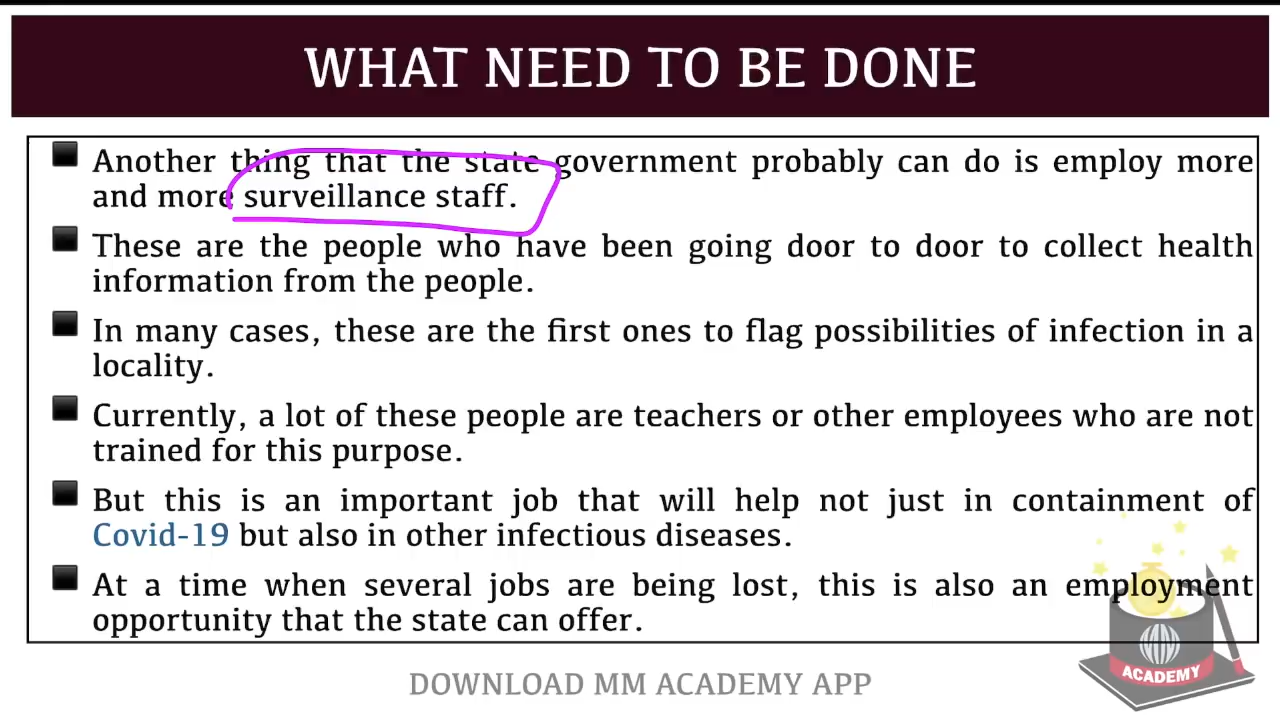 WHAT NEED TO BE DONE
Another thing that the state government probably can do is employ more
and more surveillance staff.
These are the people who have been going door to door to collect health
information from the people.
In many cases, these are the first ones to flag possibilities of infection in a
locality.
Currently, a lot of these people are teachers or other employees who are not
trained for this purpose.
But this is an important job that will help not just in containment of
Covid-19 but also in other infectious diseases.
At a time when several jobs are being lost, this is also an employment
opportunity that the state can offer.
ACADEMY
DOWNLOAD MM ACADEMY APP